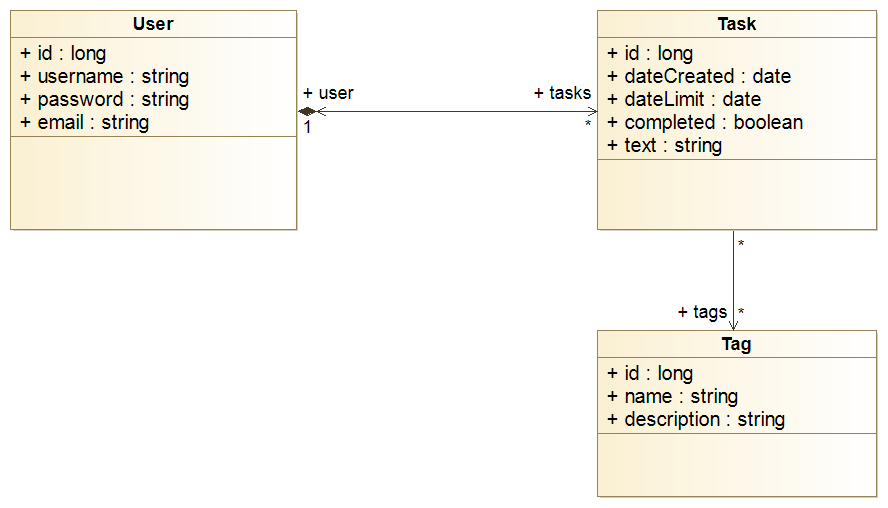 User
+ id : long
+ username : string
+ password : string
+ email : string
+ user
1
+ tasks
*
Task
+ id : long
+ dateCreated : date
+ dateLimit : date
+ completed : boolean
+ text : string
*
+ tags *
Tag
+ id : long
+ name : string
+ description : string